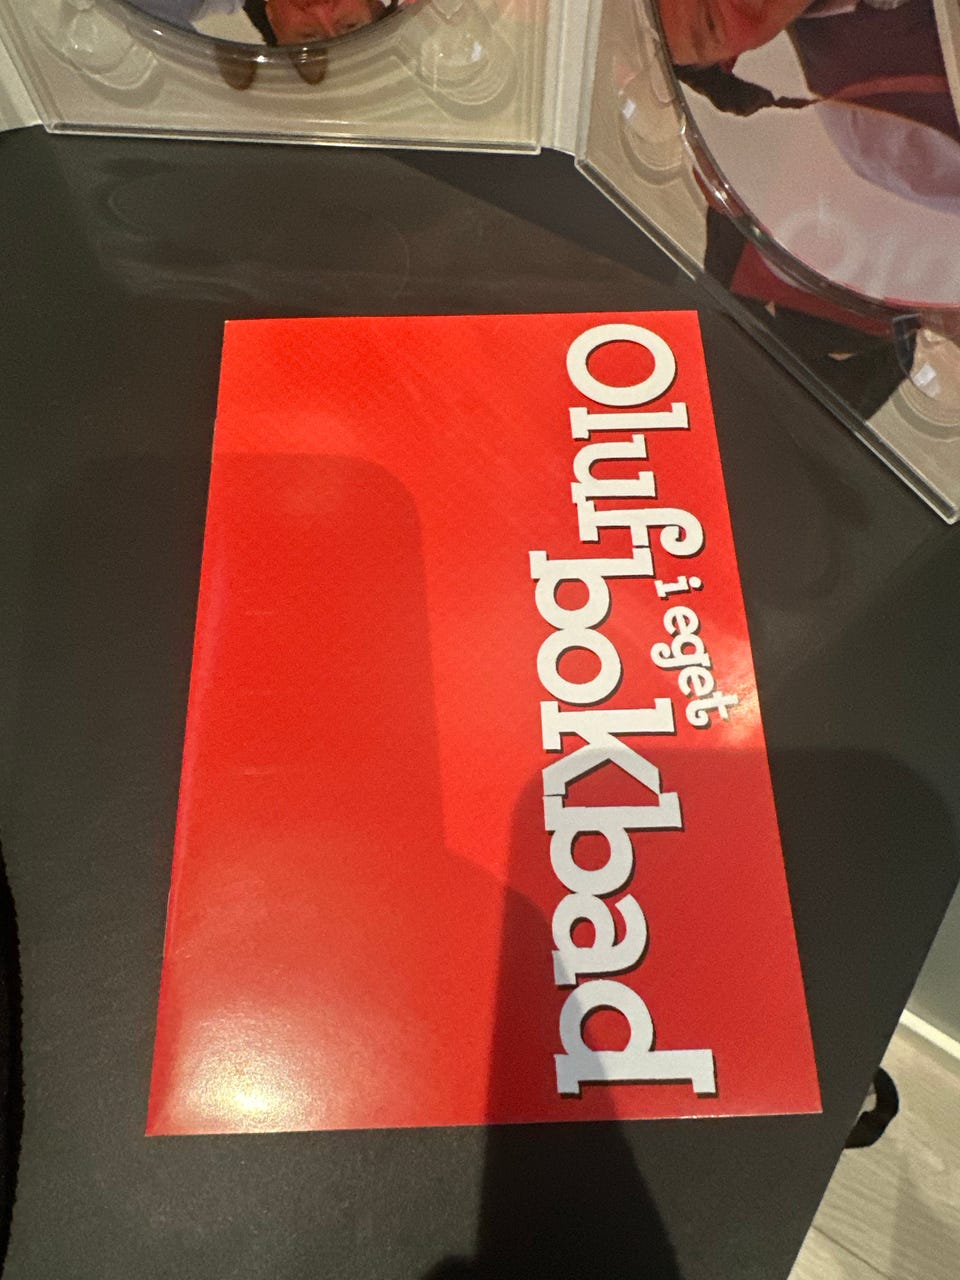 Oluf i eget
bokbad